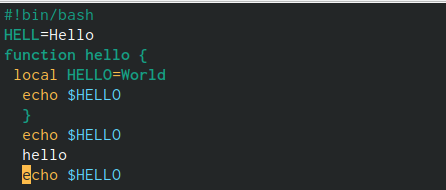 #!bin/bash
HELL=Hello
function hello {
local HELLO=World
echo $HELLO
}
echo $HELLO
hello
echo $HELLO